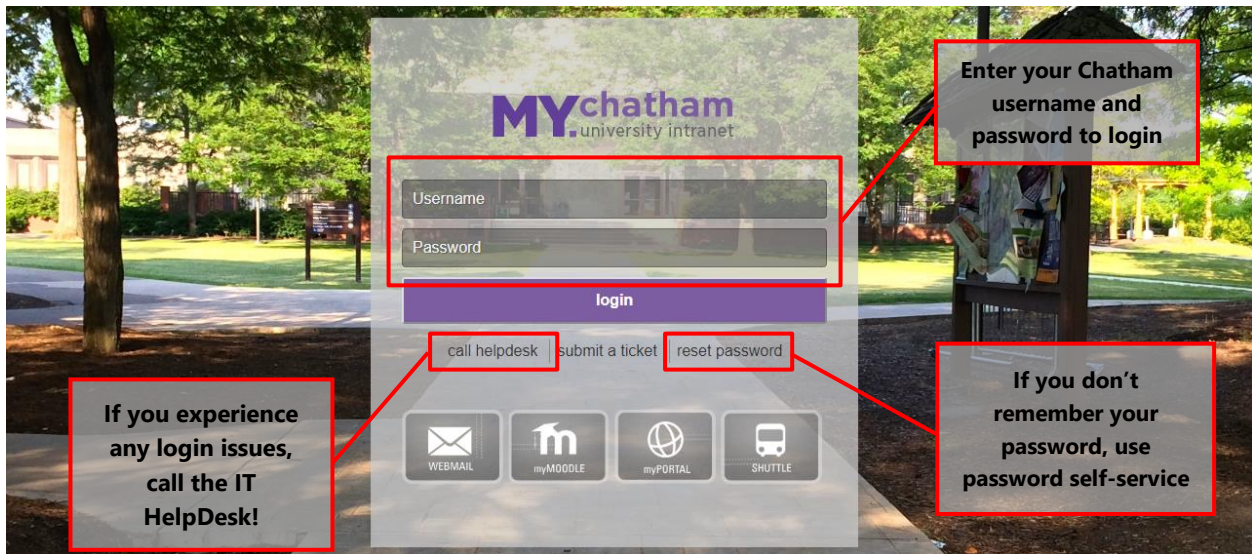 MY.chatham
university intranet
Enter your Chatham
username and
password to login
Username
Password
login
call helpdesk | submit a ticket | reset password
If you experience
any login issues,
call the IT
HelpDesk!
If you don’t
remember your
password, use
password self-service
WEBMAIL
myMOODLE
myPORTAL
SHUTTLE